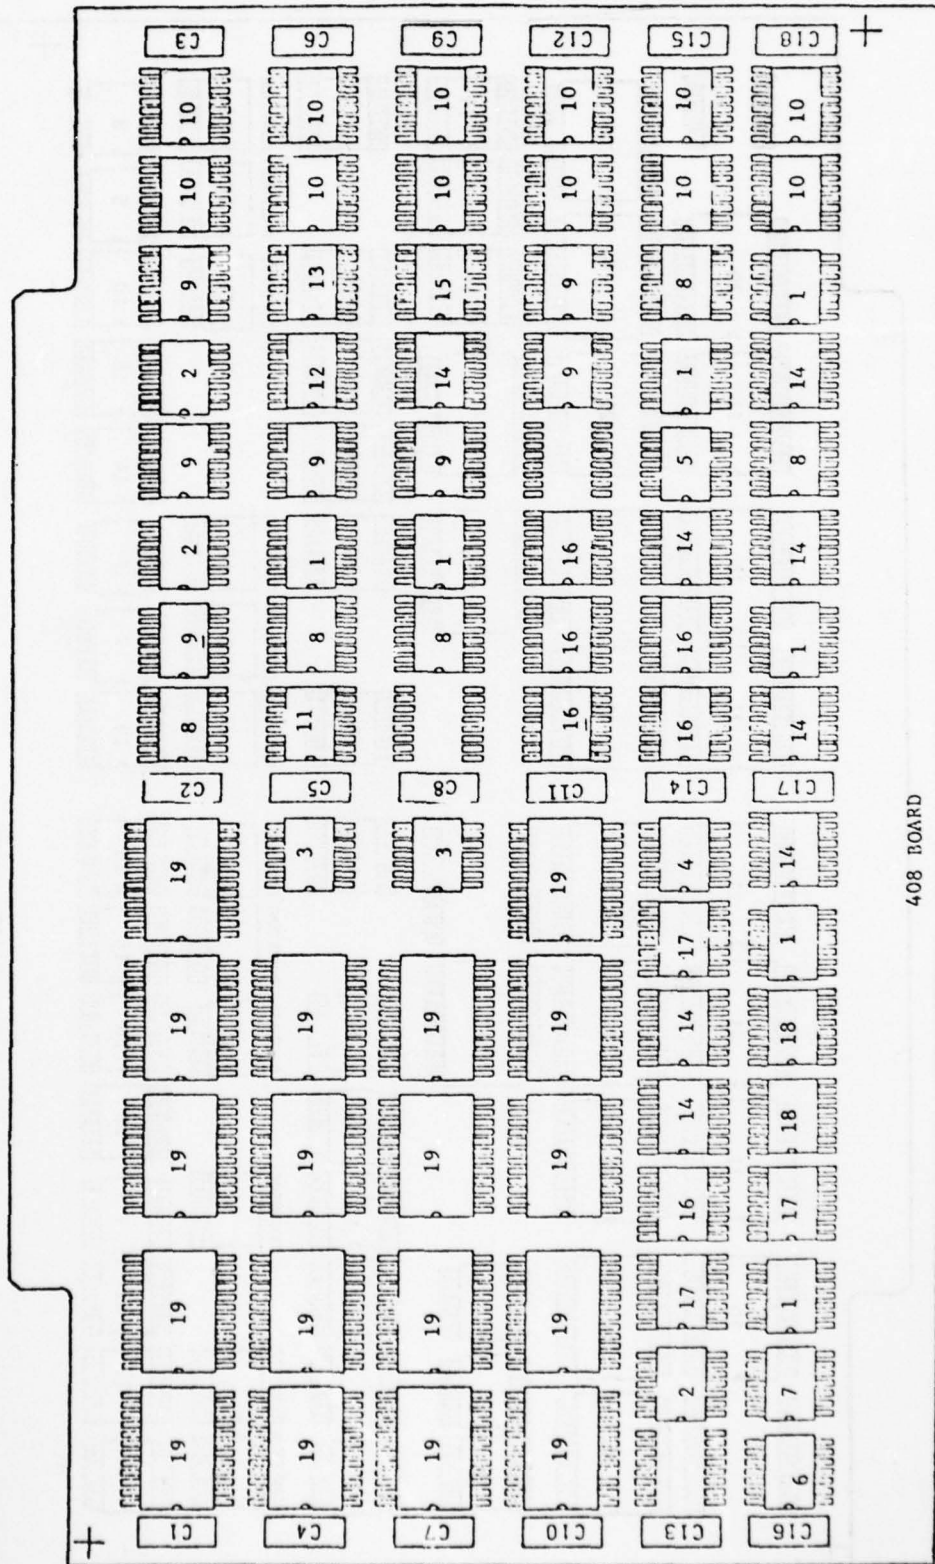 C3 C6 C9 C12 C15 C18
10 10 10 10 10 10
10 10 10 10 10 10
9 13 15 9 8 1
2 12 14 9 1 14
9 9 9 5 8
2 1 1 16 14 14
9 8 8 16 16 1
8 11 16 16 14
C2 C5 C8 C11 C14 C17
19 3 3 19 4 14
17 1
19 19 19 19 14 18
19 19 19 19 14 18
16 17
19 19 19 19 17 1
2 7
19 19 19 19 6
C1 C4 C7 C10 C13 C16
408 BOARD